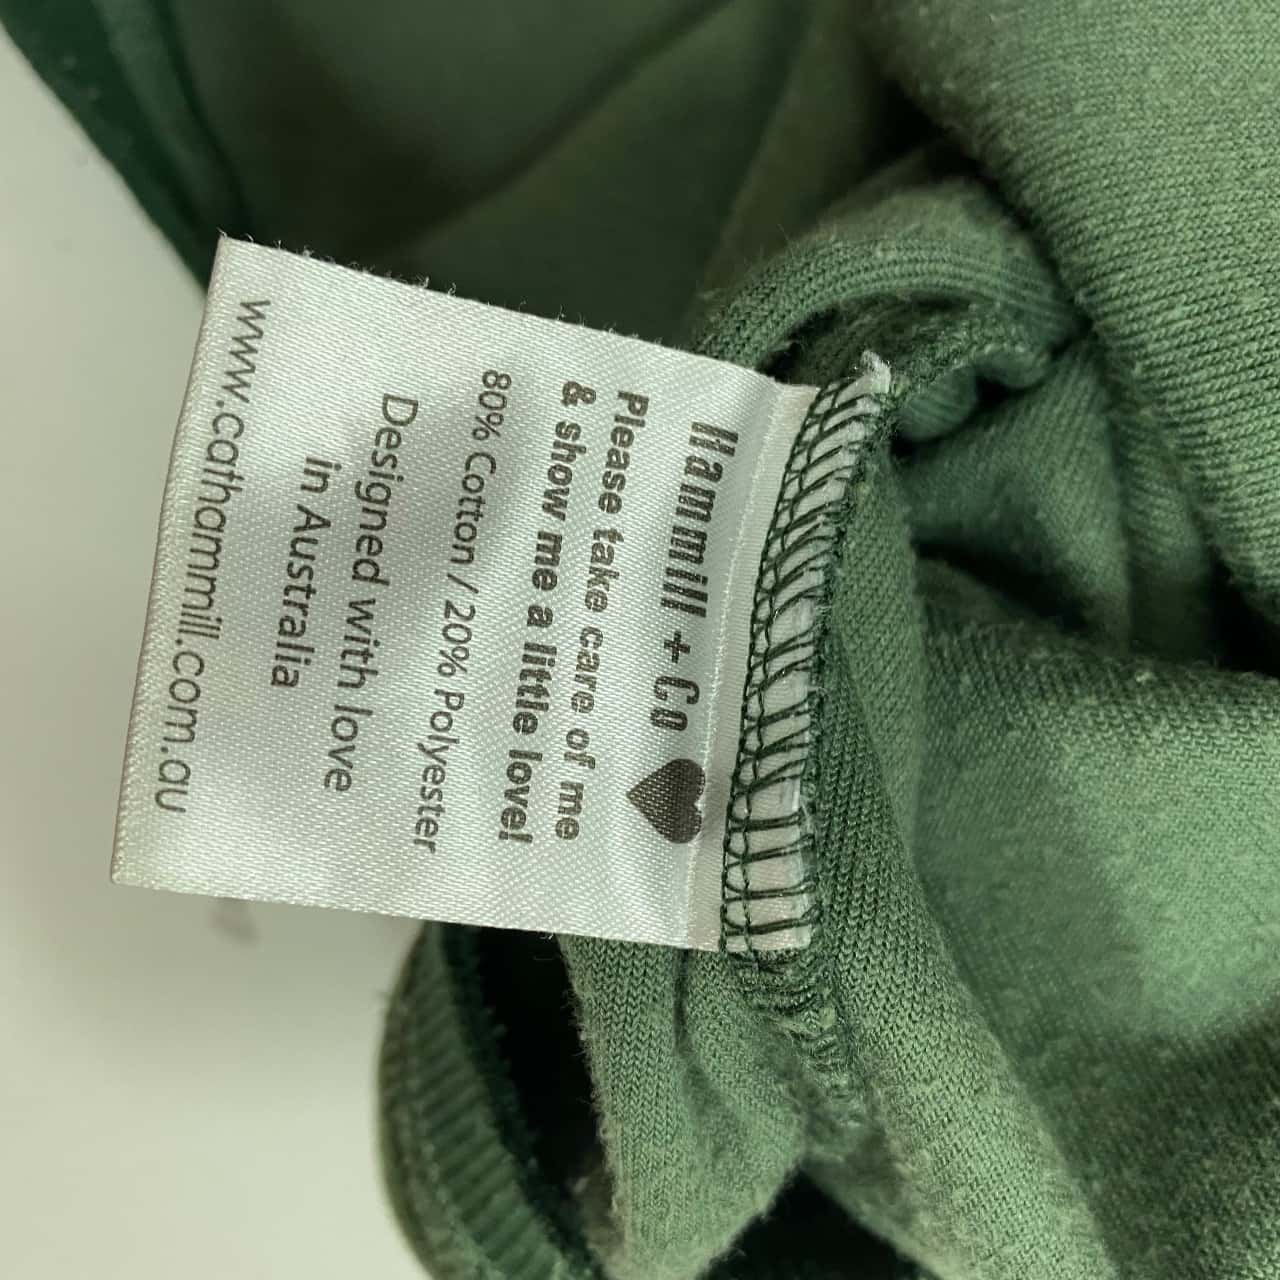 Hammill + Co
Please take care of me
& show me a little love!
80% Cotton / 20% Polyester
Designed with love
in Australia
www.cathammill.com.au